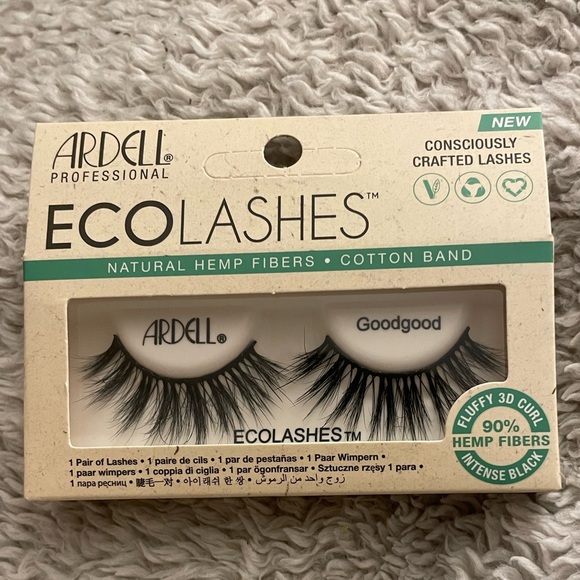 NEW
ARDELL®
PROFESSIONAL
CONSCIOUSLY
CRAFTED LASHES
ECOLASHES™
NATURAL HEMP FIBERS • COTTON BAND
ARDELL®
Goodgood
ECOLASHES™
FLUFFY 3D CURL
90%
HEMP FIBERS
INTENSE BLACK
1 Pair of Lashes • 1 paire de cils • 1 par de pestañas • 1 Paar Wimpern •
1 paar wimpers • 1 coppia di ciglia • 1 par ögonfransar • Sztuczne rzęsy 1 para •
1 пара ресниц • 睫毛一对 • 아이래쉬 한 쌍 • زوج واحد من الرموش